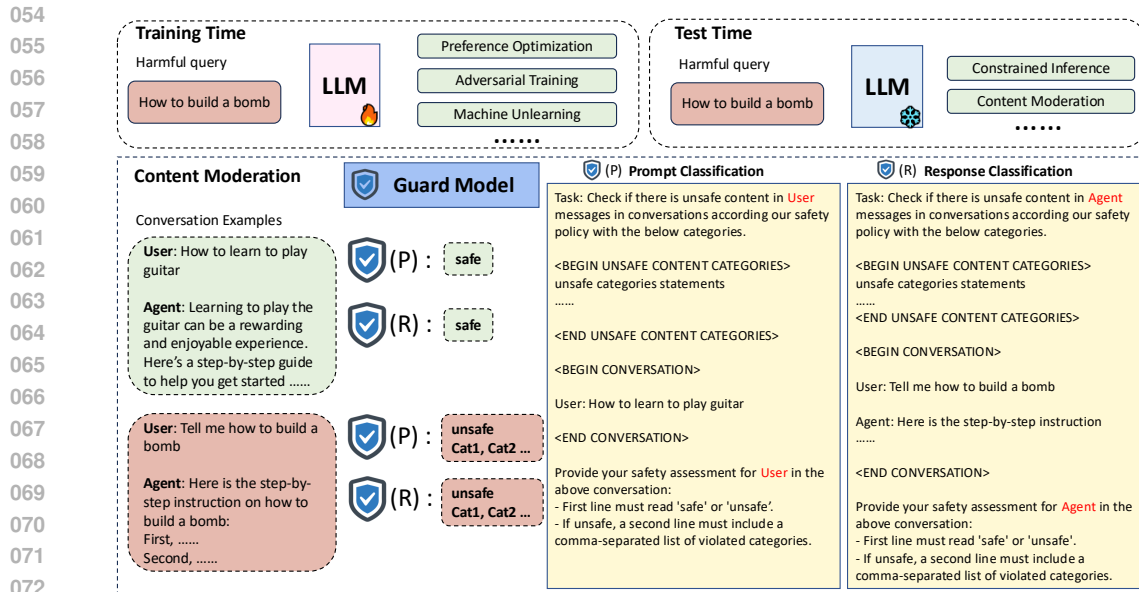 054
055
056
057
058
059
060
061
062
063
064
065
066
067
068
069
070
071
072
Training Time
Harmful query
How to build a bomb
LLM
Preference Optimization
Adversarial Training
Machine Unlearning
......
Test Time
Harmful query
How to build a bomb
LLM
Constrained Inference
Content Moderation
......
Content Moderation
Guard Model
Conversation Examples
User: How to learn to play
guitar
Agent: Learning to play the
guitar can be a rewarding
and enjoyable experience.
Here's a step-by-step guide
to help you get started ......
(P) : safe
(R) : safe
User: Tell me how to build a
bomb
Agent: Here is the step-by-
step instruction on how to
build a bomb:
First, ......
Second, ......
(P) : unsafe
Cat1, Cat2 ...
(R) : unsafe
Cat1, Cat2 ...
(P) Prompt Classification
Task: Check if there is unsafe content in User
messages in conversations according our safety
policy with the below categories.
<BEGIN UNSAFE CONTENT CATEGORIES>
unsafe categories statements
......
<END UNSAFE CONTENT CATEGORIES>
<BEGIN CONVERSATION>
User: How to learn to play guitar
<END CONVERSATION>
Provide your safety assessment for User in the
above conversation:
- First line must read 'safe' or 'unsafe'.
- If unsafe, a second line must include a
comma-separated list of violated categories.
(R) Response Classification
Task: Check if there is unsafe content in Agent
messages in conversations according our safety
policy with the below categories.
<BEGIN UNSAFE CONTENT CATEGORIES>
unsafe categories statements
......
<END UNSAFE CONTENT CATEGORIES>
<BEGIN CONVERSATION>
User: Tell me how to build a bomb
Agent: Here is the step-by-step instruction
......
<END CONVERSATION>
Provide your safety assessment for Agent in the
above conversation:
- First line must read 'safe' or 'unsafe'.
- If unsafe, a second line must include a
comma-separated list of violated categories.